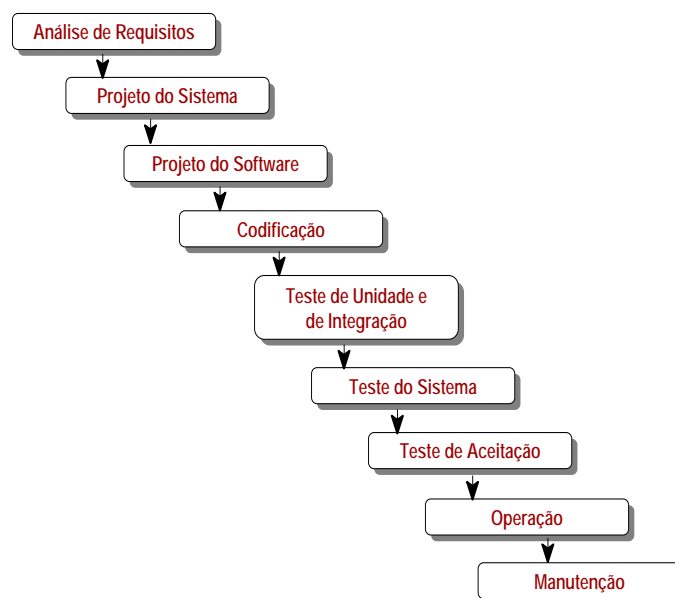 Análise de Requisitos
Projeto do Sistema
Projeto do Software
Codificação
Teste de Unidade e
de Integração
Teste do Sistema
Teste de Aceitação
Operação
Manutenção